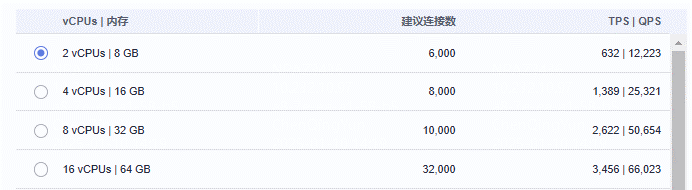 vCPUs | 内存 建议连接数 TPS | QPS
2 vCPUs | 8 GB 6,000 632 | 12,223
4 vCPUs | 16 GB 8,000 1,389 | 25,321
8 vCPUs | 32 GB 10,000 2,622 | 50,654
16 vCPUs | 64 GB 32,000 3,456 | 66,023